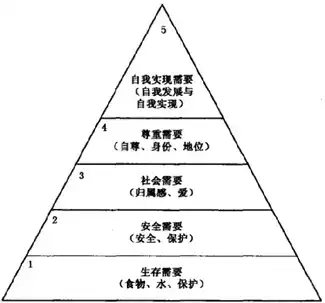 5
自我实现需要
(自我发展与
自我实现)
4
尊重需要
(自尊、身份、地位)
3
社会需要
(归属感、爱)
2
安全需要
(安全、保护)
1
生存需要
(食物、水、保护)